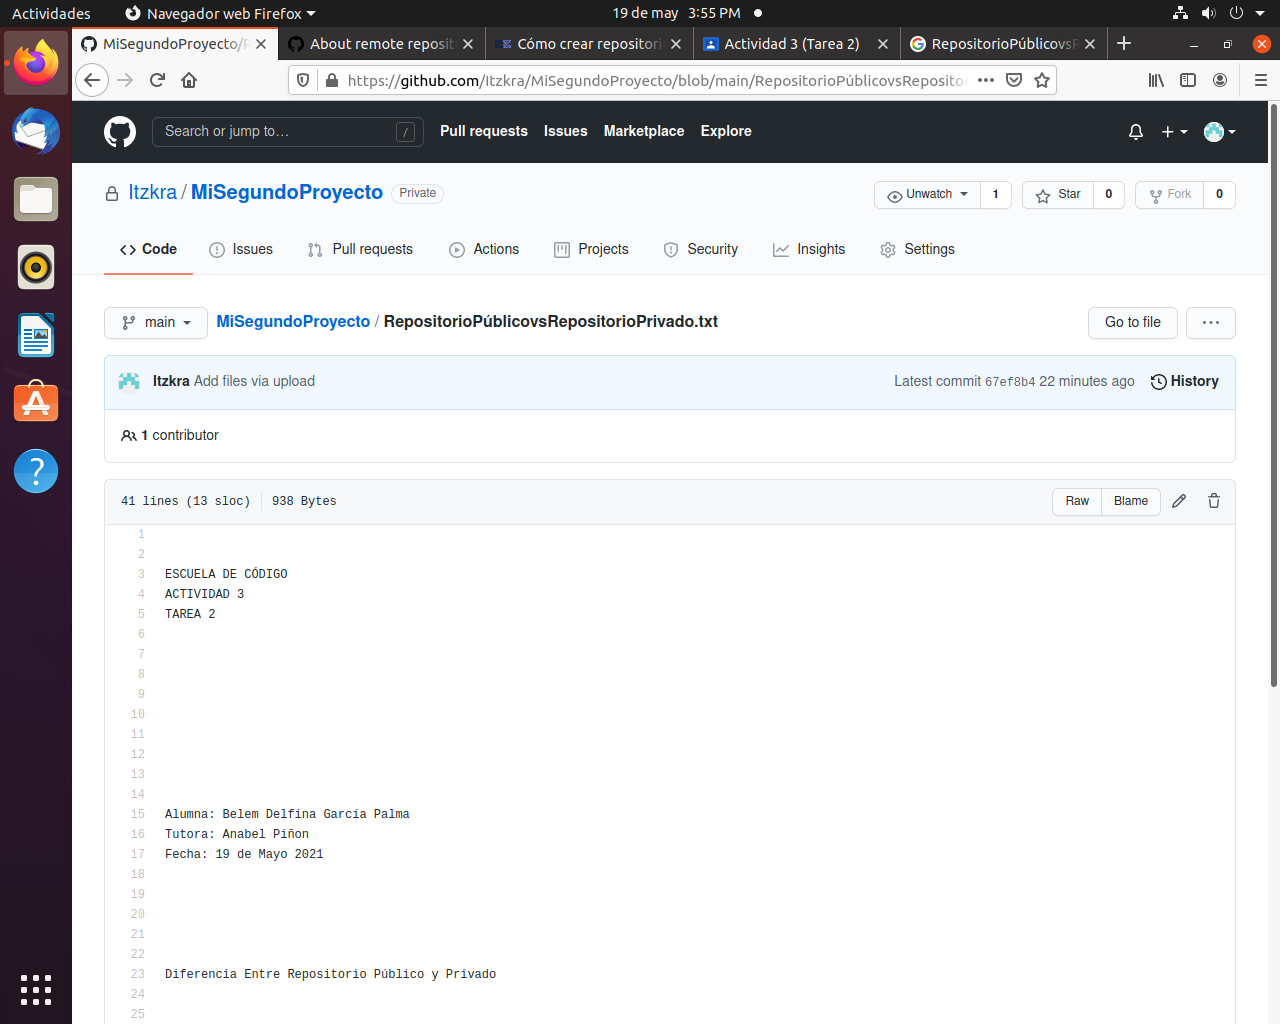 Actividades
Navegador web Firefox
19 de may 3:55 PM
MiSegundoProyecto/R
About remote reposit
Cómo crear repositori
Actividad 3 (Tarea 2)
RepositorioPúblicovsR
https://github.com/Itzkra/MiSegundoProyecto/blob/main/RepositorioPúblicovsRepositor
Search or jump to…
/
Pull requests
Issues
Marketplace
Explore
Itzkra / MiSegundoProyecto
Private
Unwatch
1
Star
0
Fork
0
Code
Issues
Pull requests
Actions
Projects
Security
Insights
Settings
main
MiSegundoProyecto / RepositorioPúblicovsRepositorioPrivado.txt
Go to file
Itzkra Add files via upload
Latest commit 67ef8b4 22 minutes ago
History
1 contributor
41 lines (13 sloc)
938 Bytes
Raw
Blame
1
2
3 ESCUELA DE CÓDIGO
4 ACTIVIDAD 3
5 TAREA 2
6
7
8
9
10
11
12
13
14
15 Alumna: Belem Delfina García Palma
16 Tutora: Anabel Piñon
17 Fecha: 19 de Mayo 2021
18
19
20
21
22
23 Diferencia Entre Repositorio Público y Privado
24
25